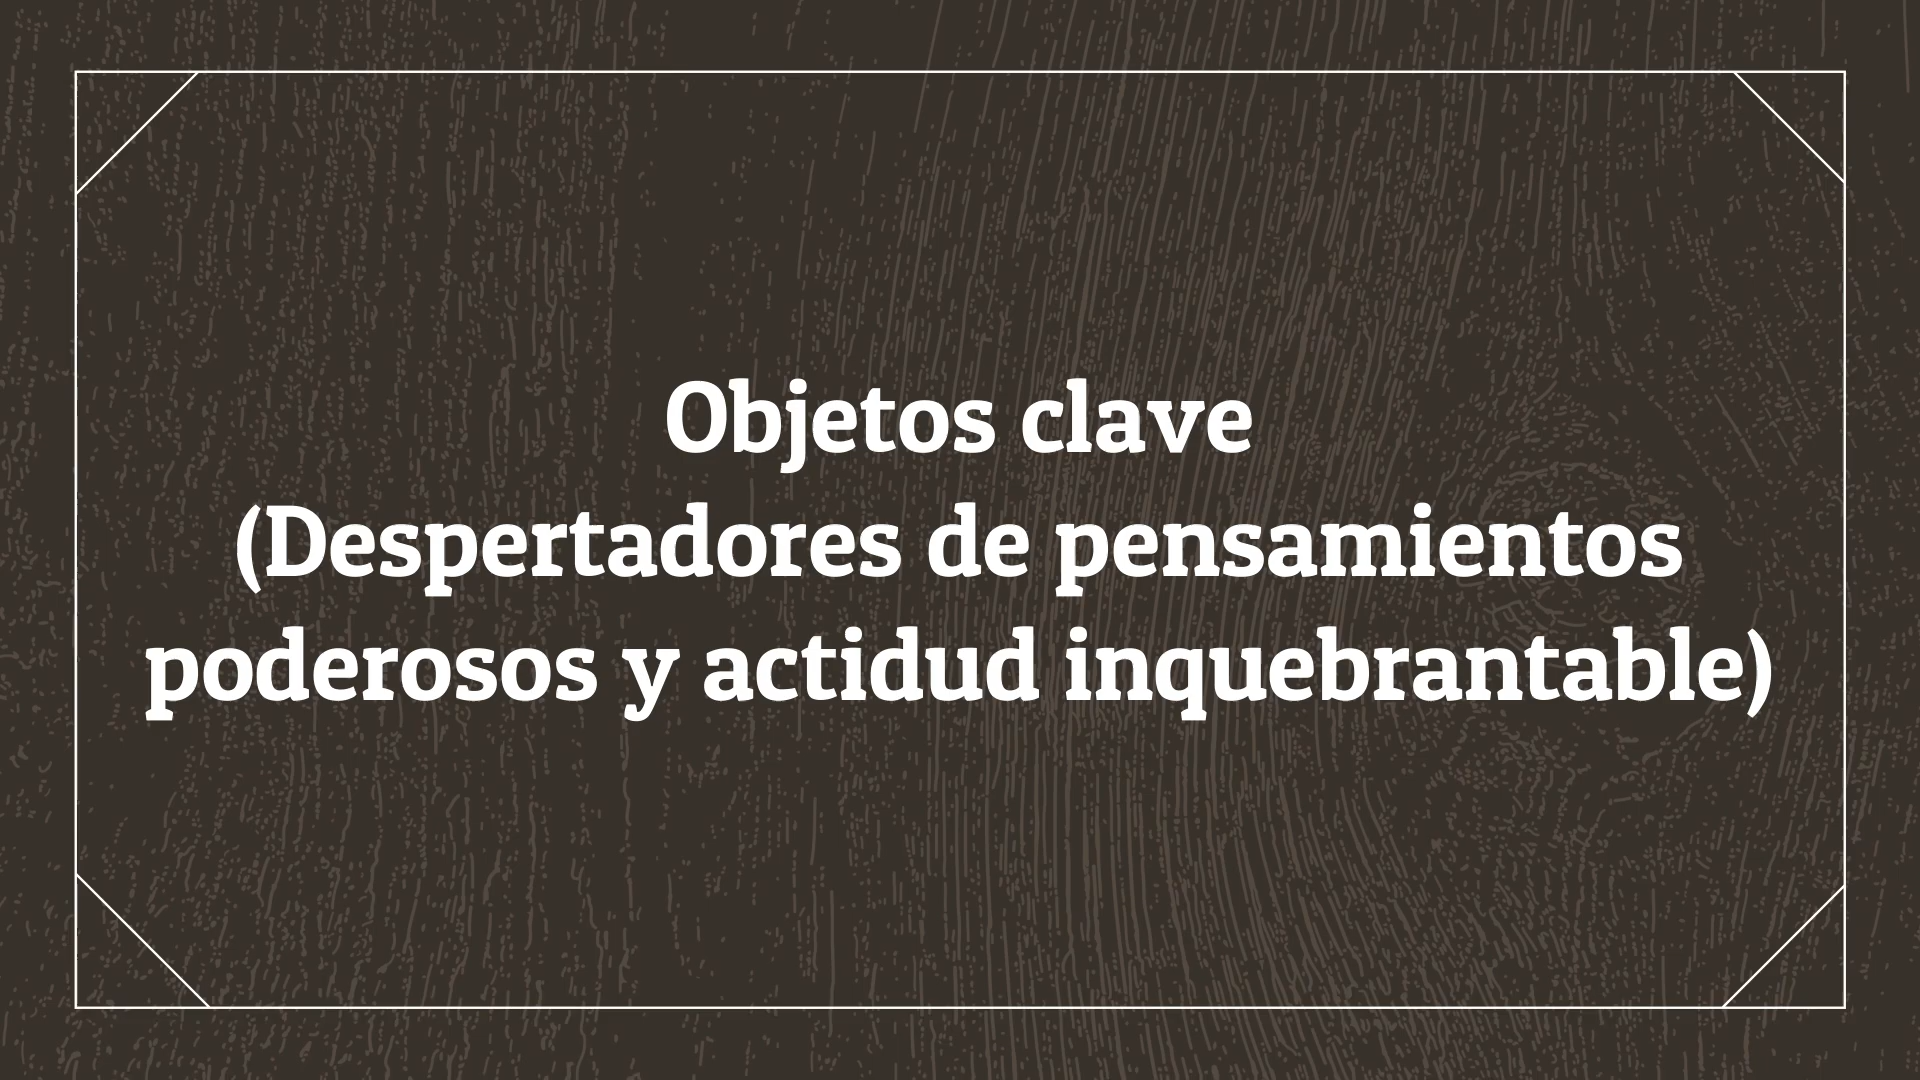 Objetos clave
(Despertadores de pensamientos
poderosos y actidud inquebrantable)